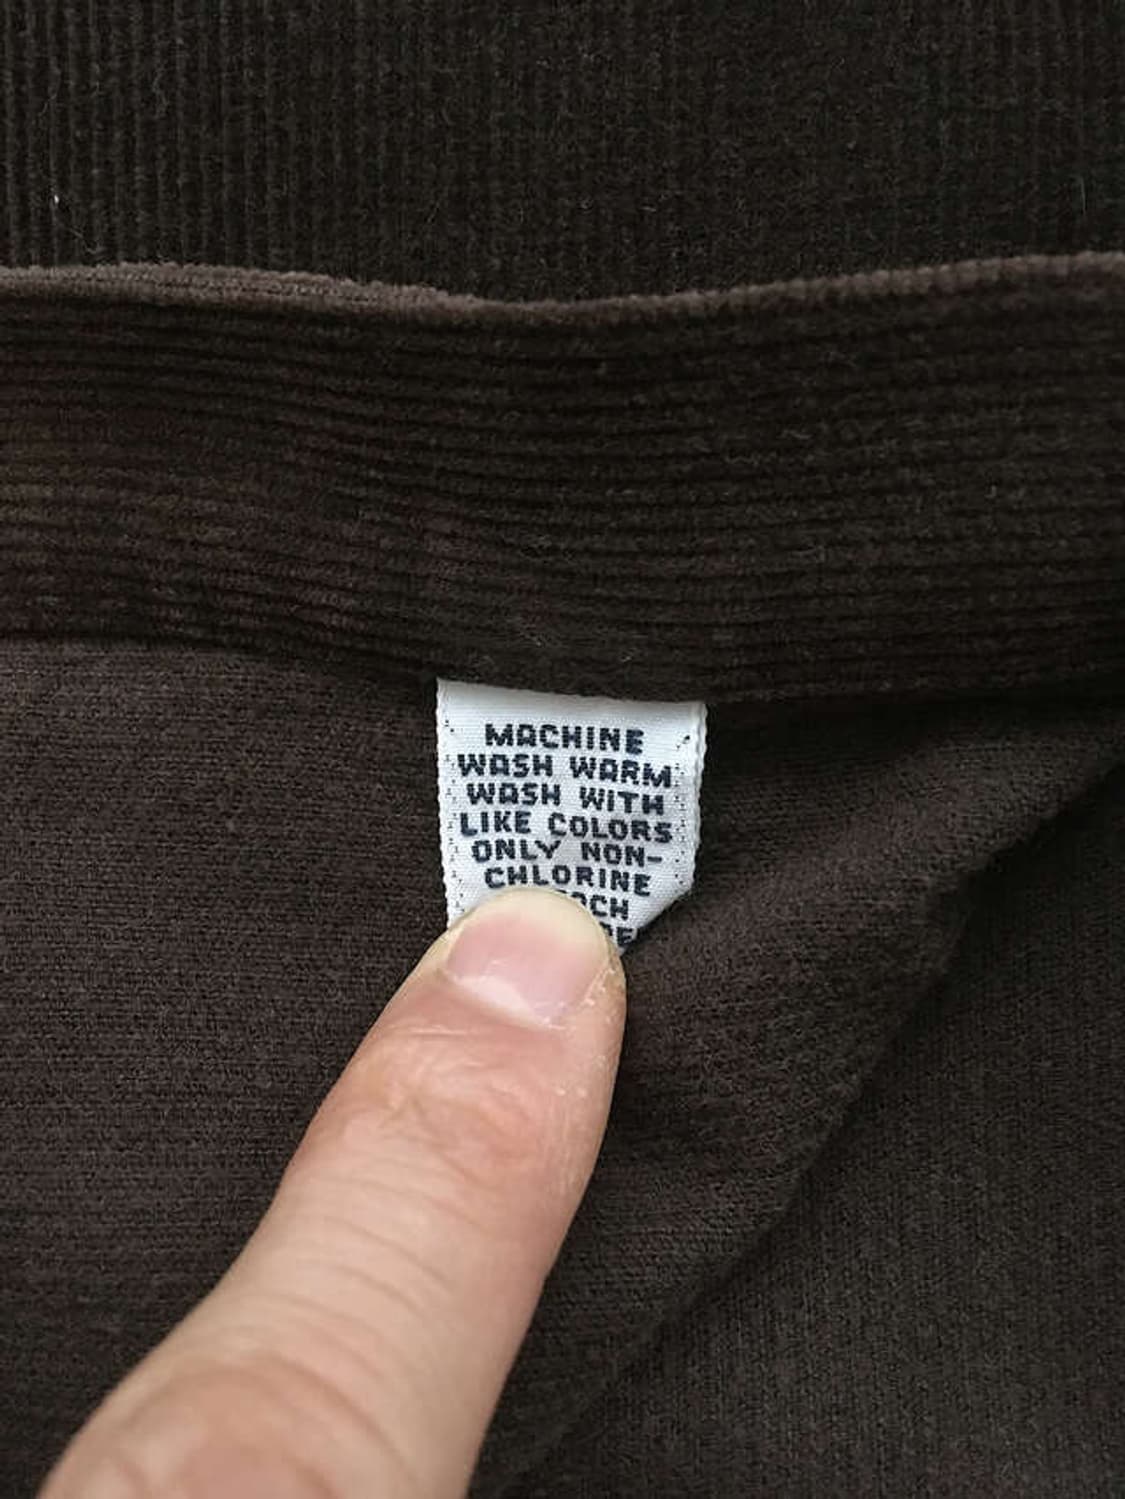 MACHINE
WASH WARM
WASH WITH
LIKE COLORS
ONLY NON-
CHLORINE